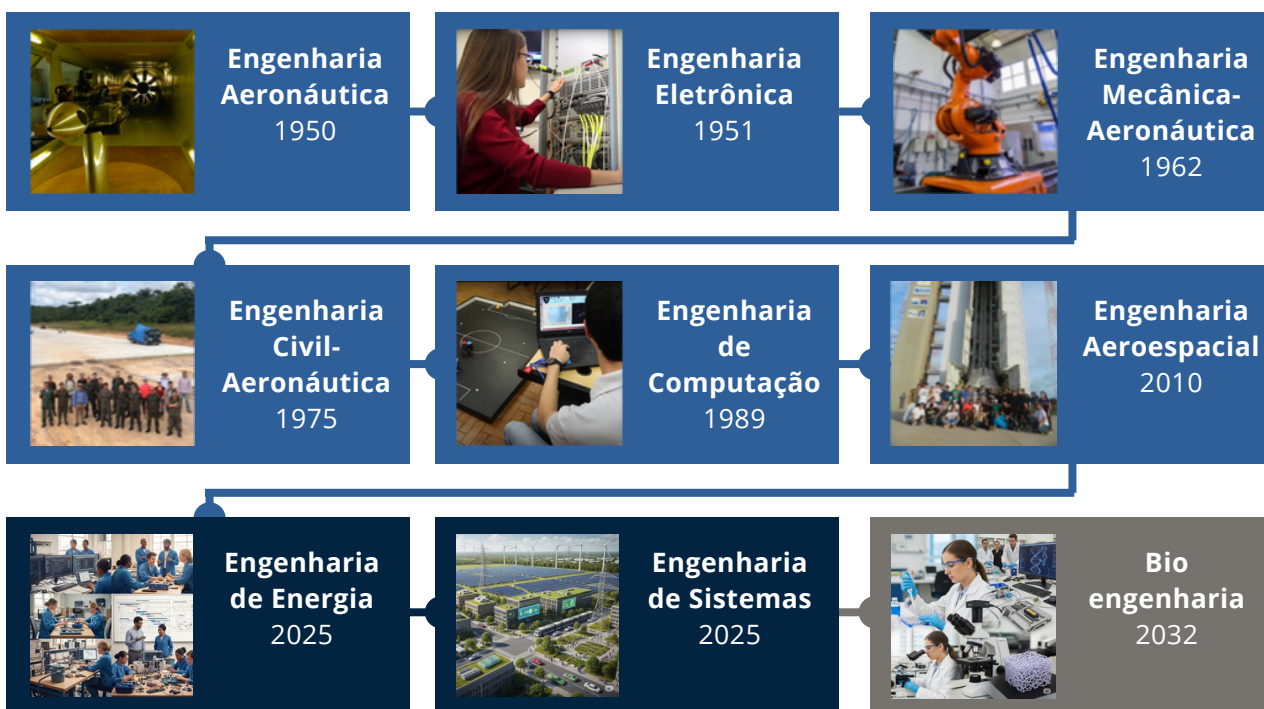 Engenharia
Aeronáutica
1950
Engenharia
Eletrônica
1951
Engenharia
Mecânica-
Aeronáutica
1962
Engenharia
Civil-
Aeronáutica
1975
Engenharia
de
Computação
1989
Engenharia
Aeroespacial
2010
Engenharia
de Energia
2025
Engenharia
de Sistemas
2025
Bio
engenharia
2032